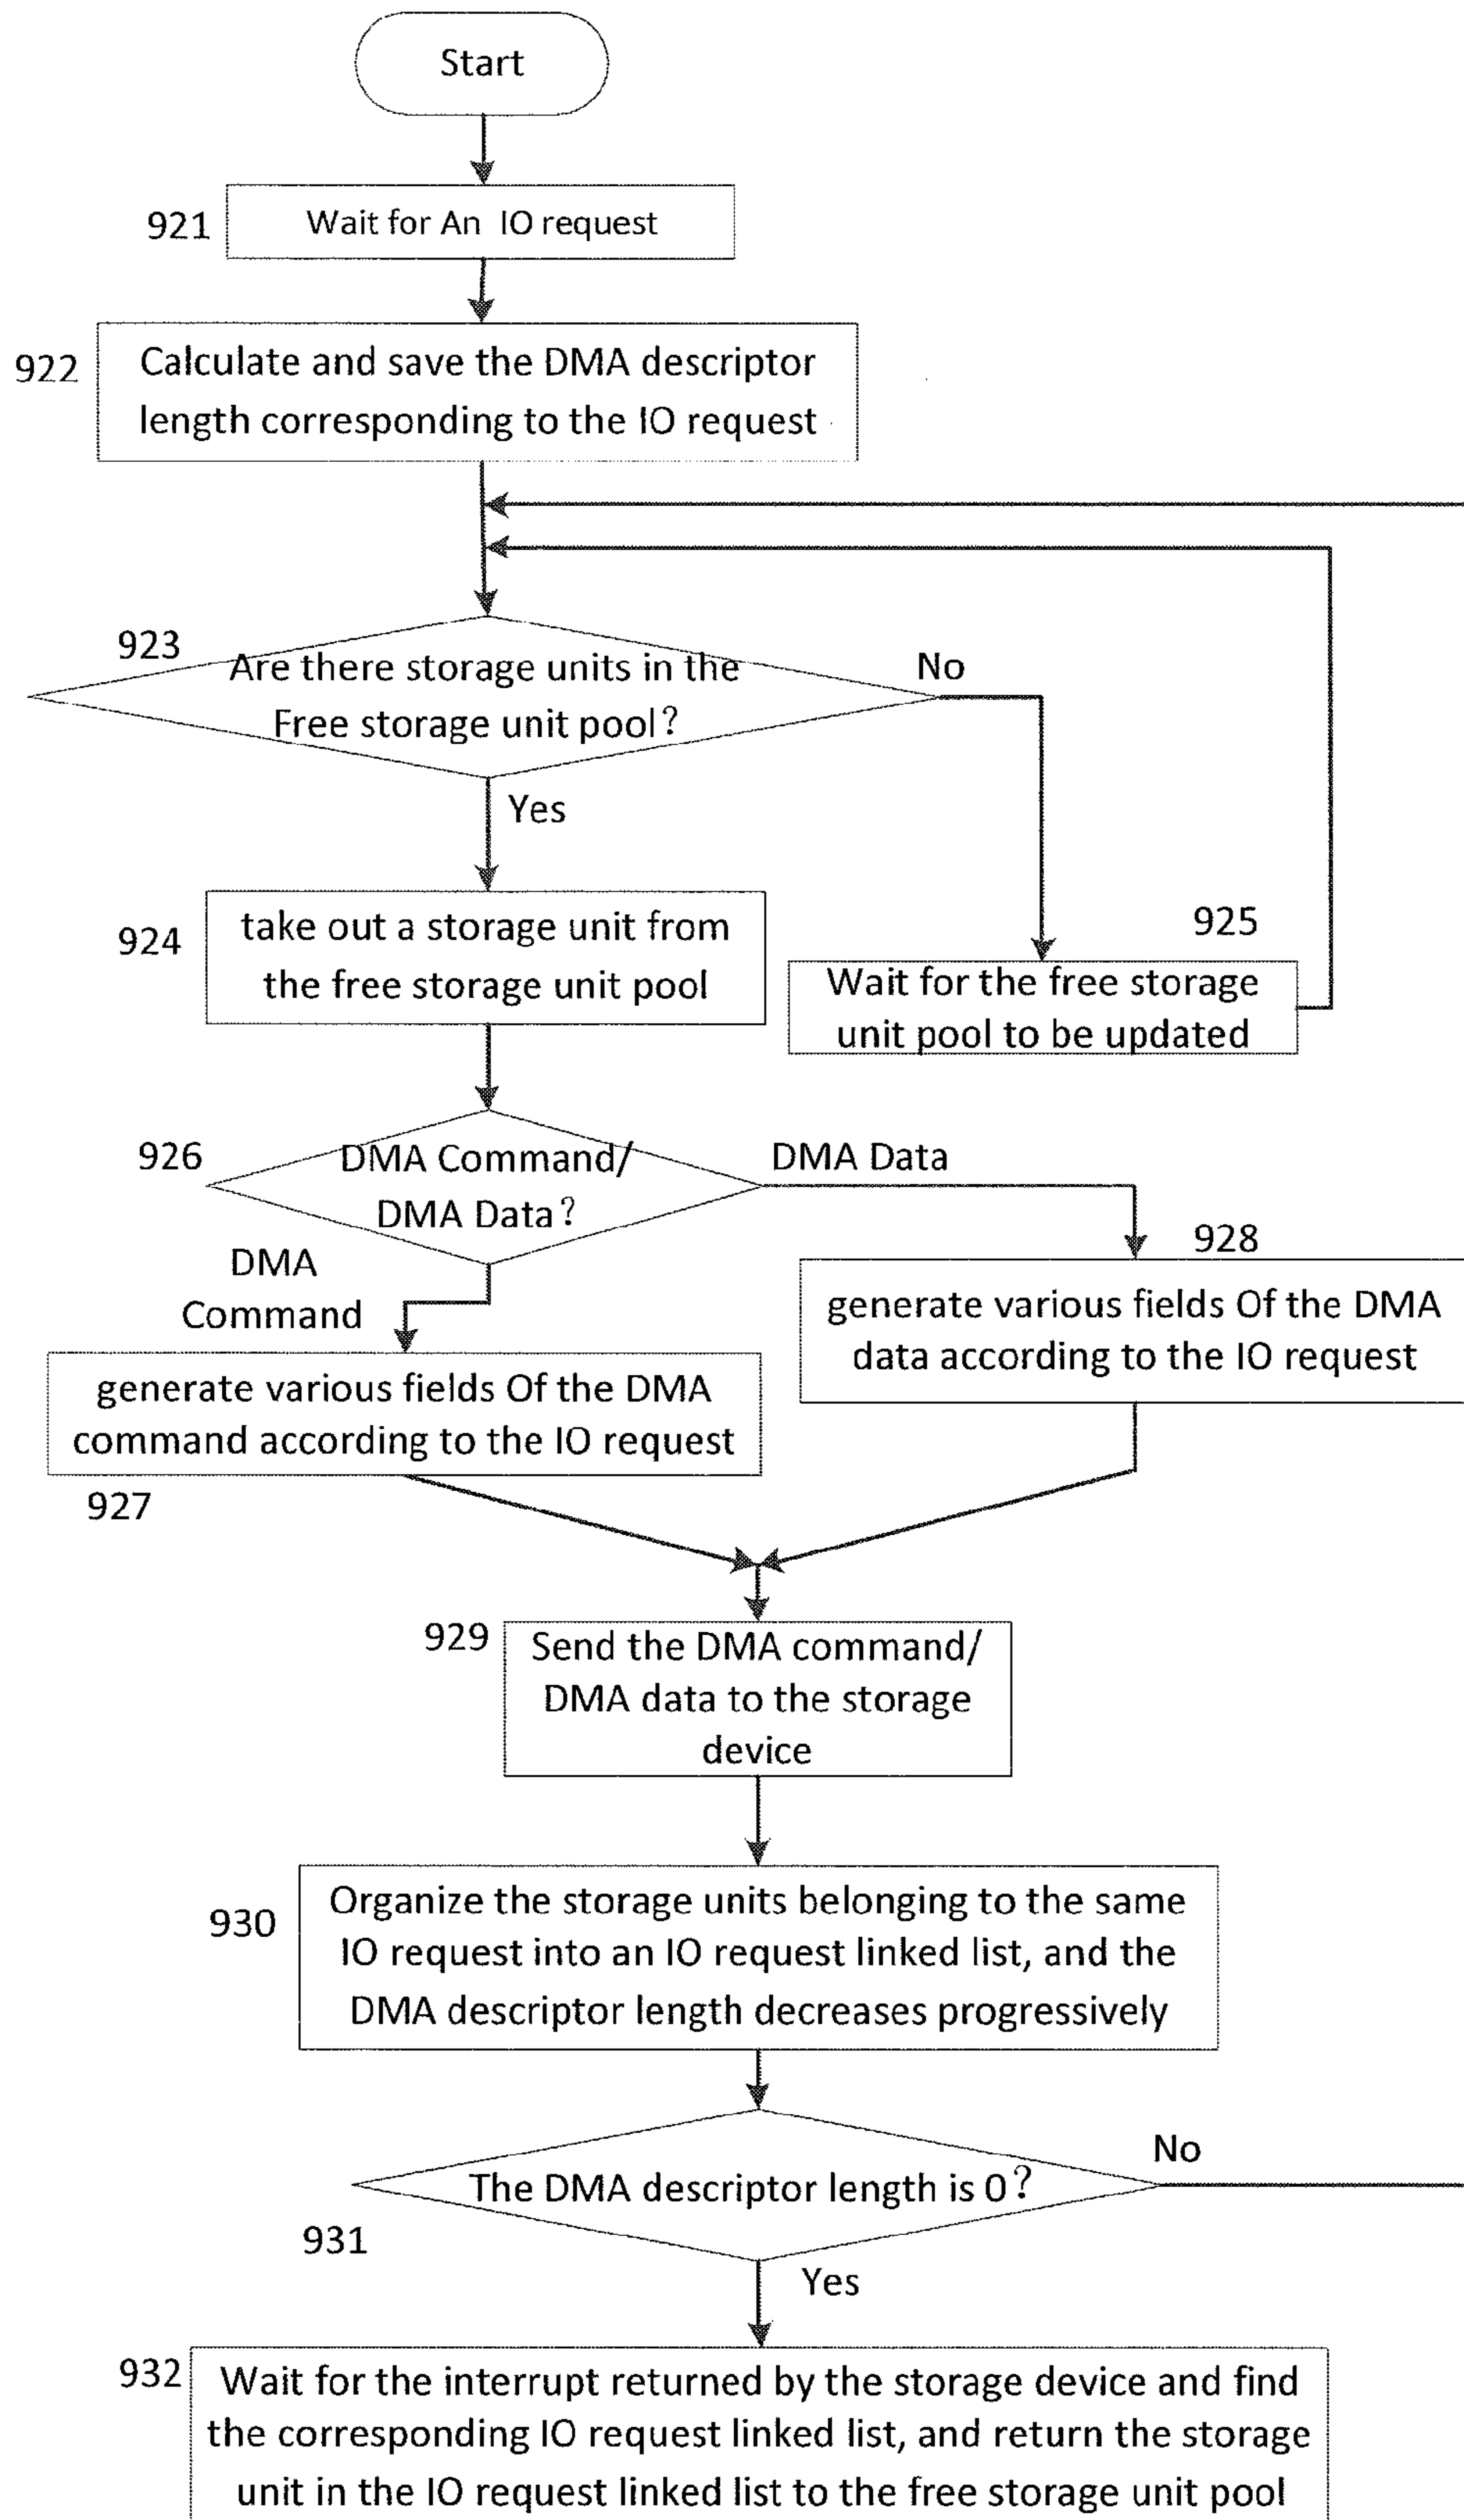 Start
921
Wait for An IO request
922
Calculate and save the DMA descriptor
length corresponding to the IO request
923
Are there storage units in the
Free storage unit pool?
No
Yes
924
take out a storage unit from
the free storage unit pool
925
Wait for the free storage
unit pool to be updated
926
DMA Command/
DMA Data?
DMA Data
DMA
Command
928
generate various fields Of the DMA
data according to the IO request
generate various fields Of the DMA
command according to the IO request
927
929
Send the DMA command/
DMA data to the storage
device
930
Organize the storage units belonging to the same
IO request into an IO request linked list, and the
DMA descriptor length decreases progressively
No
The DMA descriptor length is 0?
931
Yes
932
Wait for the interrupt returned by the storage device and find
the corresponding IO request linked list, and return the storage
unit in the IO request linked list to the free storage unit pool